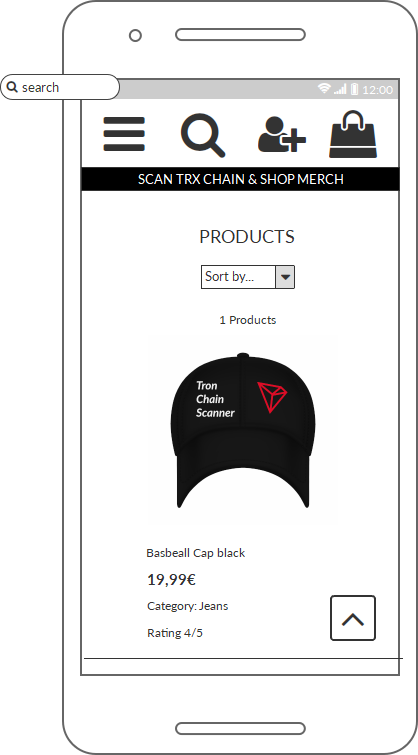 search
12:00
SCAN TRX CHAIN & SHOP MERCH
PRODUCTS
Sort by...
1 Products
Tron
Chain
Scanner
Basbeall Cap black
19,99€
Category: Jeans
Rating 4/5